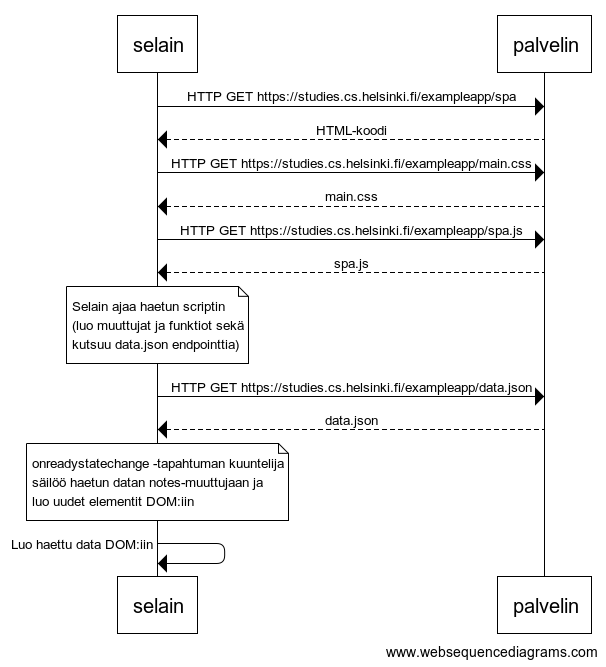 selain
palvelin
HTTP GET https://studies.cs.helsinki.fi/exampleapp/spa
HTML-koodi
HTTP GET https://studies.cs.helsinki.fi/exampleapp/main.css
main.css
HTTP GET https://studies.cs.helsinki.fi/exampleapp/spa.js
spa.js
Selain ajaa haetun scriptin
(luo muuttujat ja funktiot sekä
kutsuu data.json endpointtia)
HTTP GET https://studies.cs.helsinki.fi/exampleapp/data.json
data.json
onreadystatechange -tapahtuman kuuntelija
säilöö haetun datan notes-muuttujaan ja
luo uudet elementit DOM:iin
Luo haettu data DOM:iin
selain
palvelin
www.websequencediagrams.com